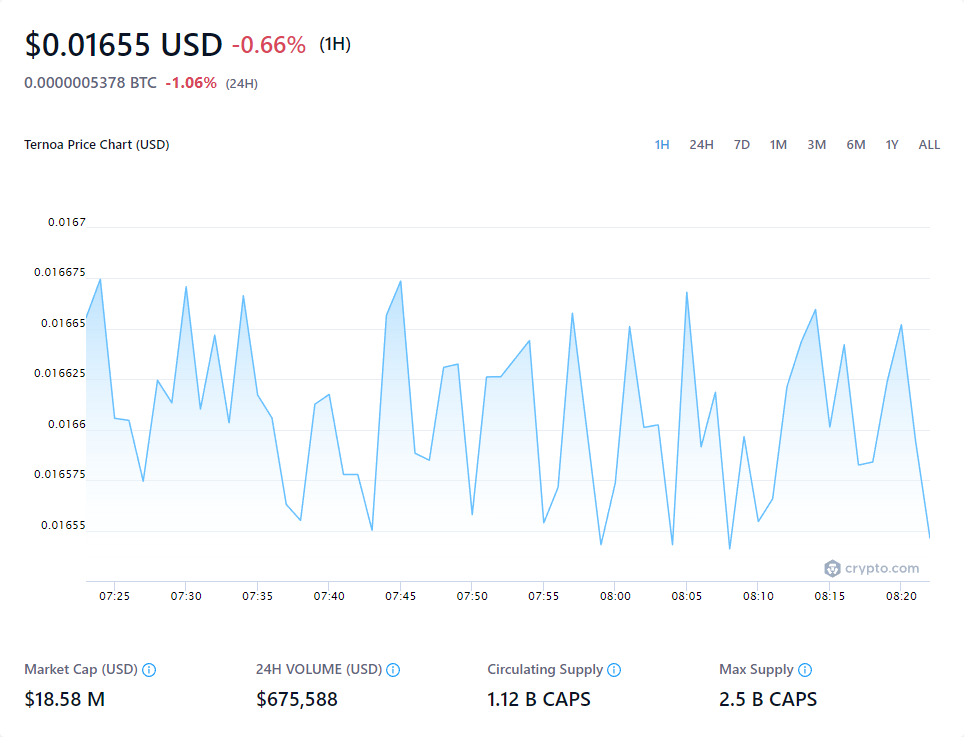 $0.01655 USD -0.66% (1H)
0.0000005378 BTC -1.06% (24H)
Ternoa Price Chart (USD) 1H 24H 7D 1M 3M 6M 1Y ALL
0.0167
0.016675
0.01665
0.016625
0.0166
0.016575
0.01655
crypto.com
07:25 07:30 07:35 07:40 07:45 07:50 07:55 08:00 08:05 08:10 08:15 08:20
Market Cap (USD) 24H VOLUME (USD) Circulating Supply Max Supply
$18.58 M $675,588 1.12 B CAPS 2.5 B CAPS